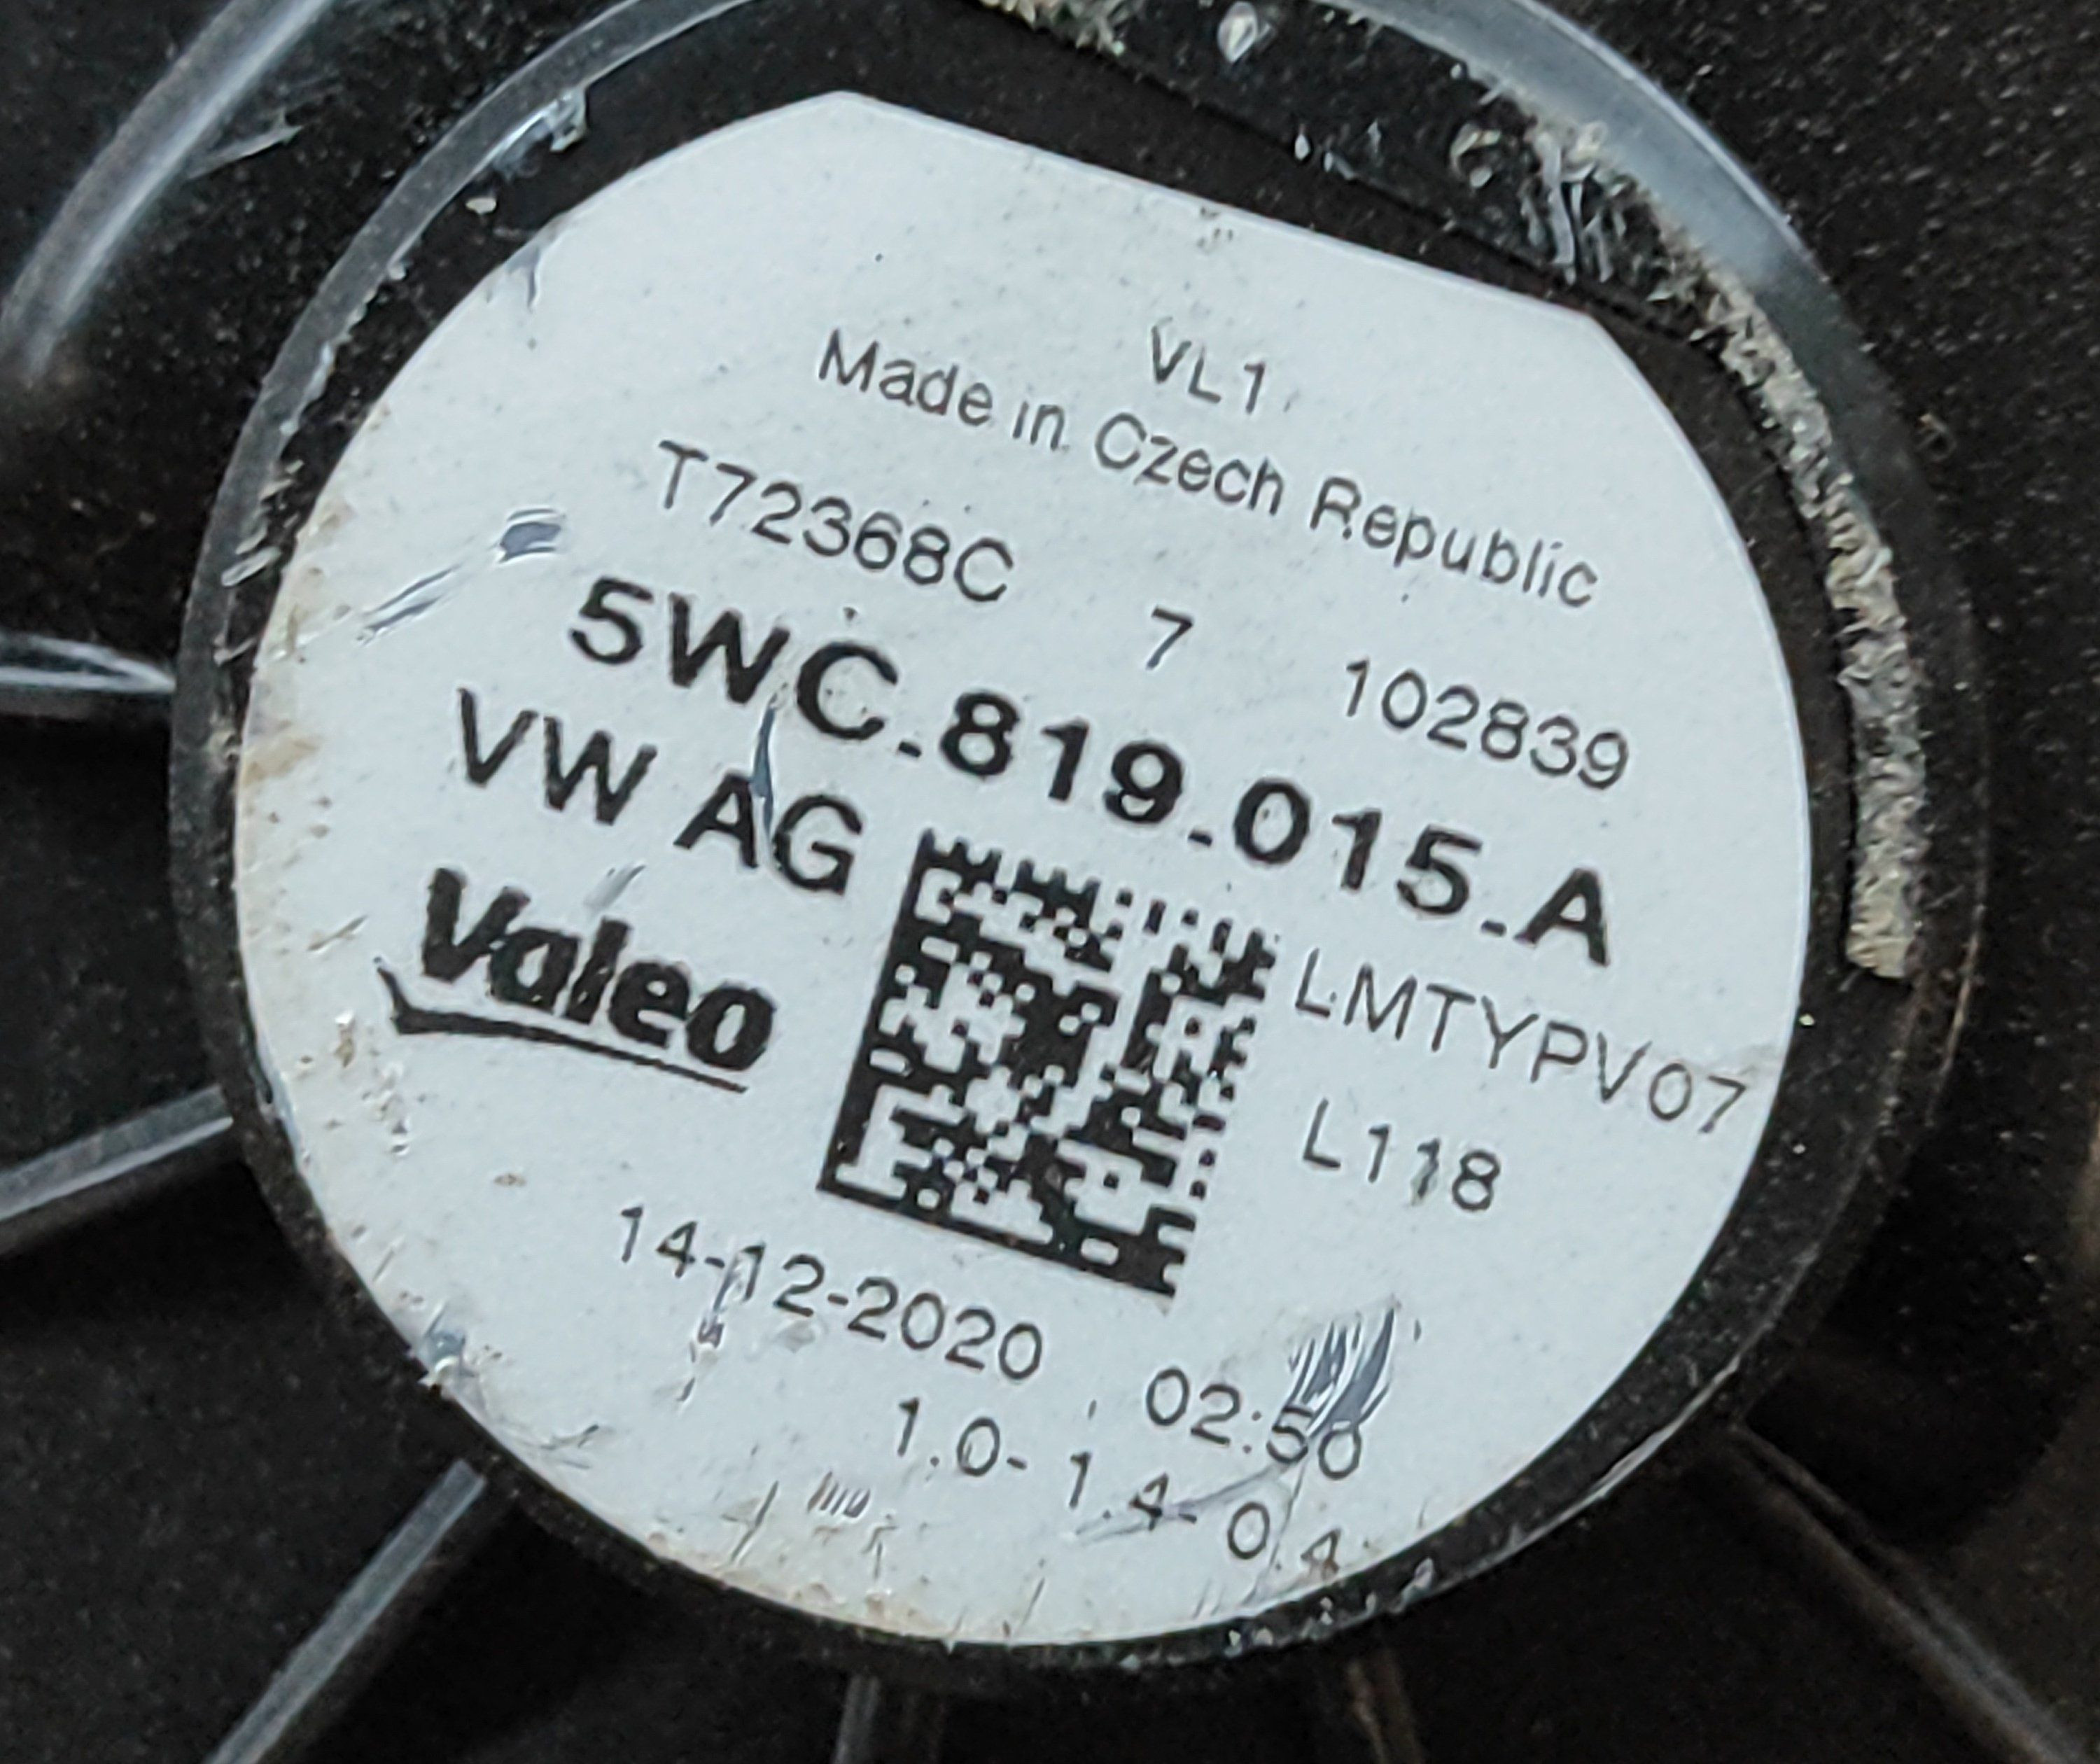 VL1
Made in Czech Republic
T72368C 7 102839
5WC.819.015.A
VW AG
Valeo
LMTYPV07
L118
14-12-2020 02:50
1.0- 1.4- 0.4